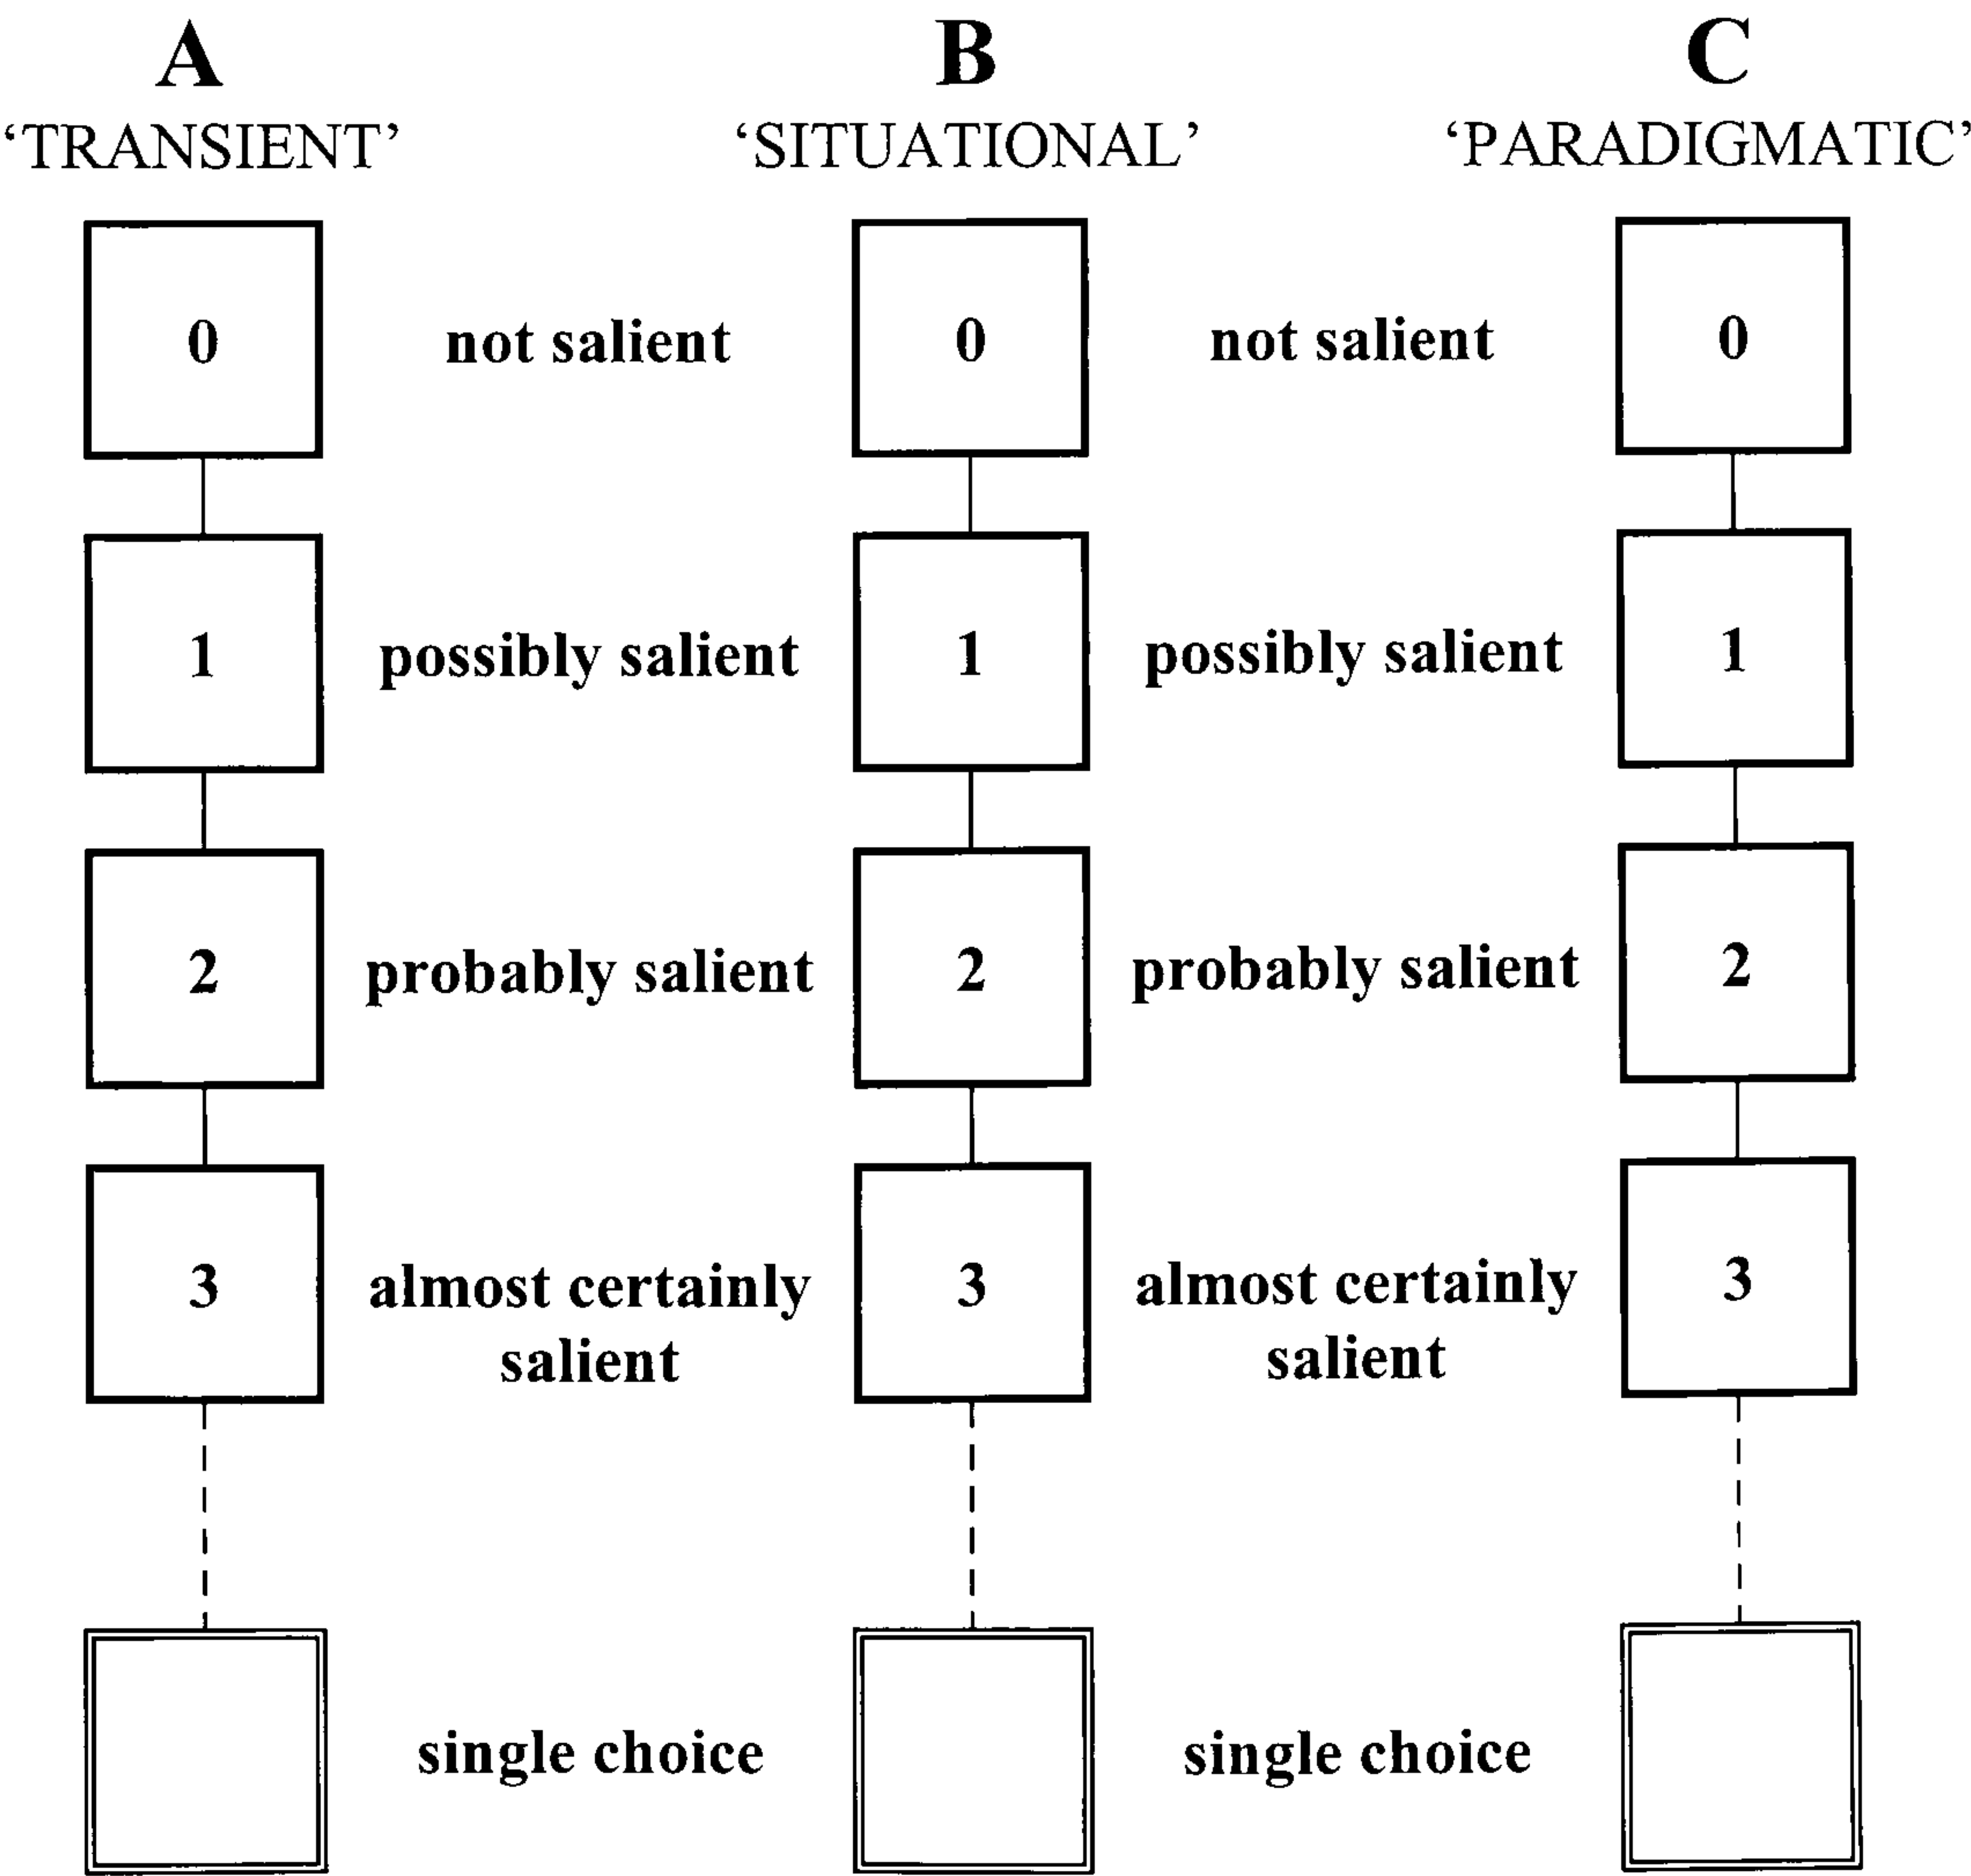 A B C
‘TRANSIENT’ ‘SITUATIONAL’ ‘PARADIGMATIC’
0 not salient 0 not salient 0
1 possibly salient 1 possibly salient 1
2 probably salient 2 probably salient 2
3 almost certainly 3 almost certainly 3
salient salient
single choice single choice